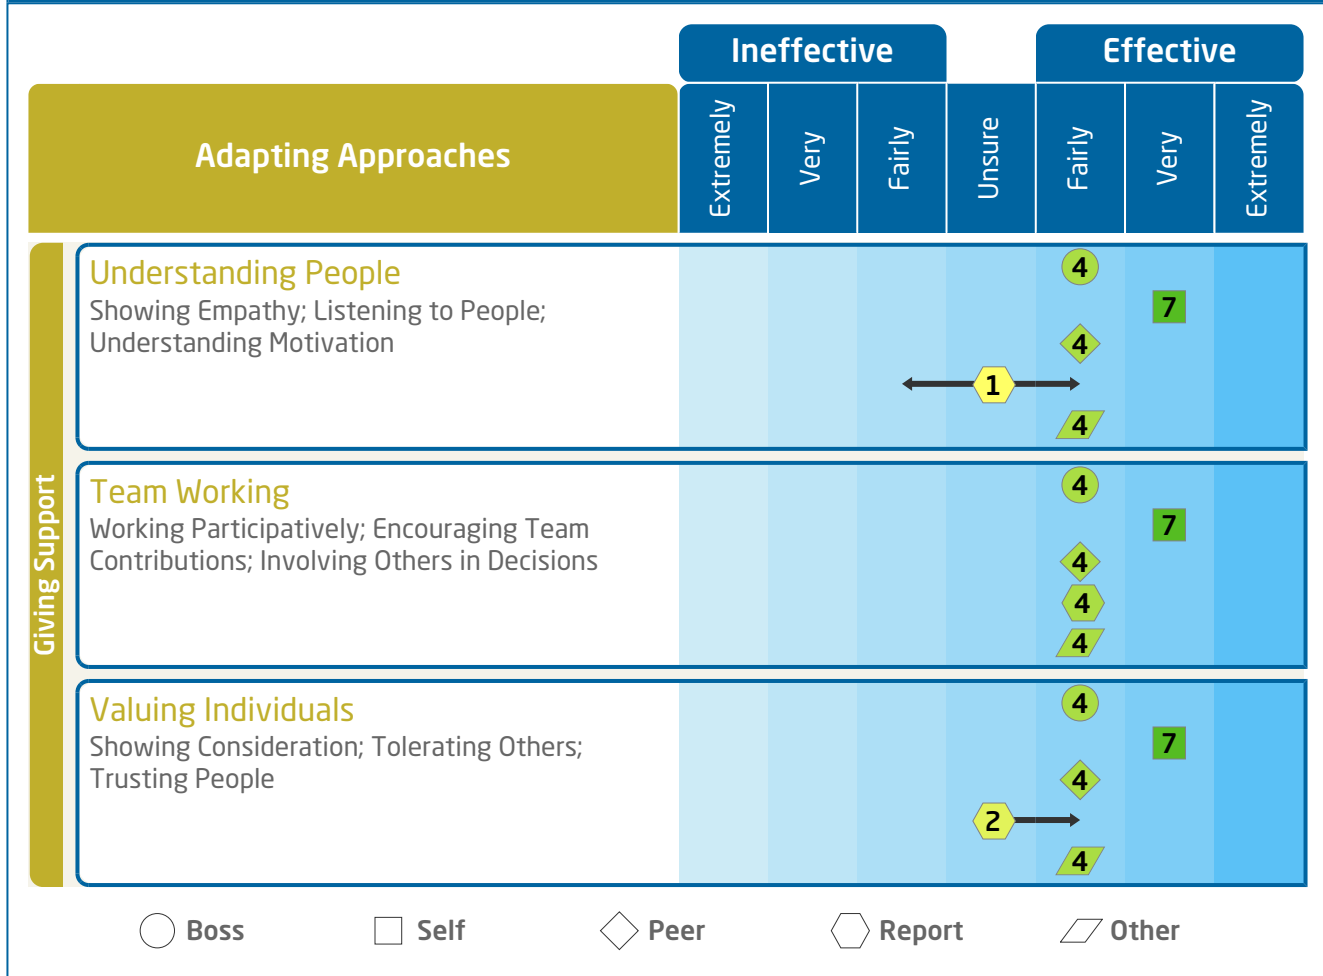 Ineffective
Effective
Adapting Approaches
Extremely
Very
Fairly
Unsure
Fairly
Very
Extremely
Giving Support
Understanding People
Showing Empathy; Listening to People;
Understanding Motivation
4
7
4
1
4
Team Working
Working Participatively; Encouraging Team
Contributions; Involving Others in Decisions
4
7
4
4
4
Valuing Individuals
Showing Consideration; Tolerating Others;
Trusting People
4
7
4
2
4
Boss
Self
Peer
Report
Other